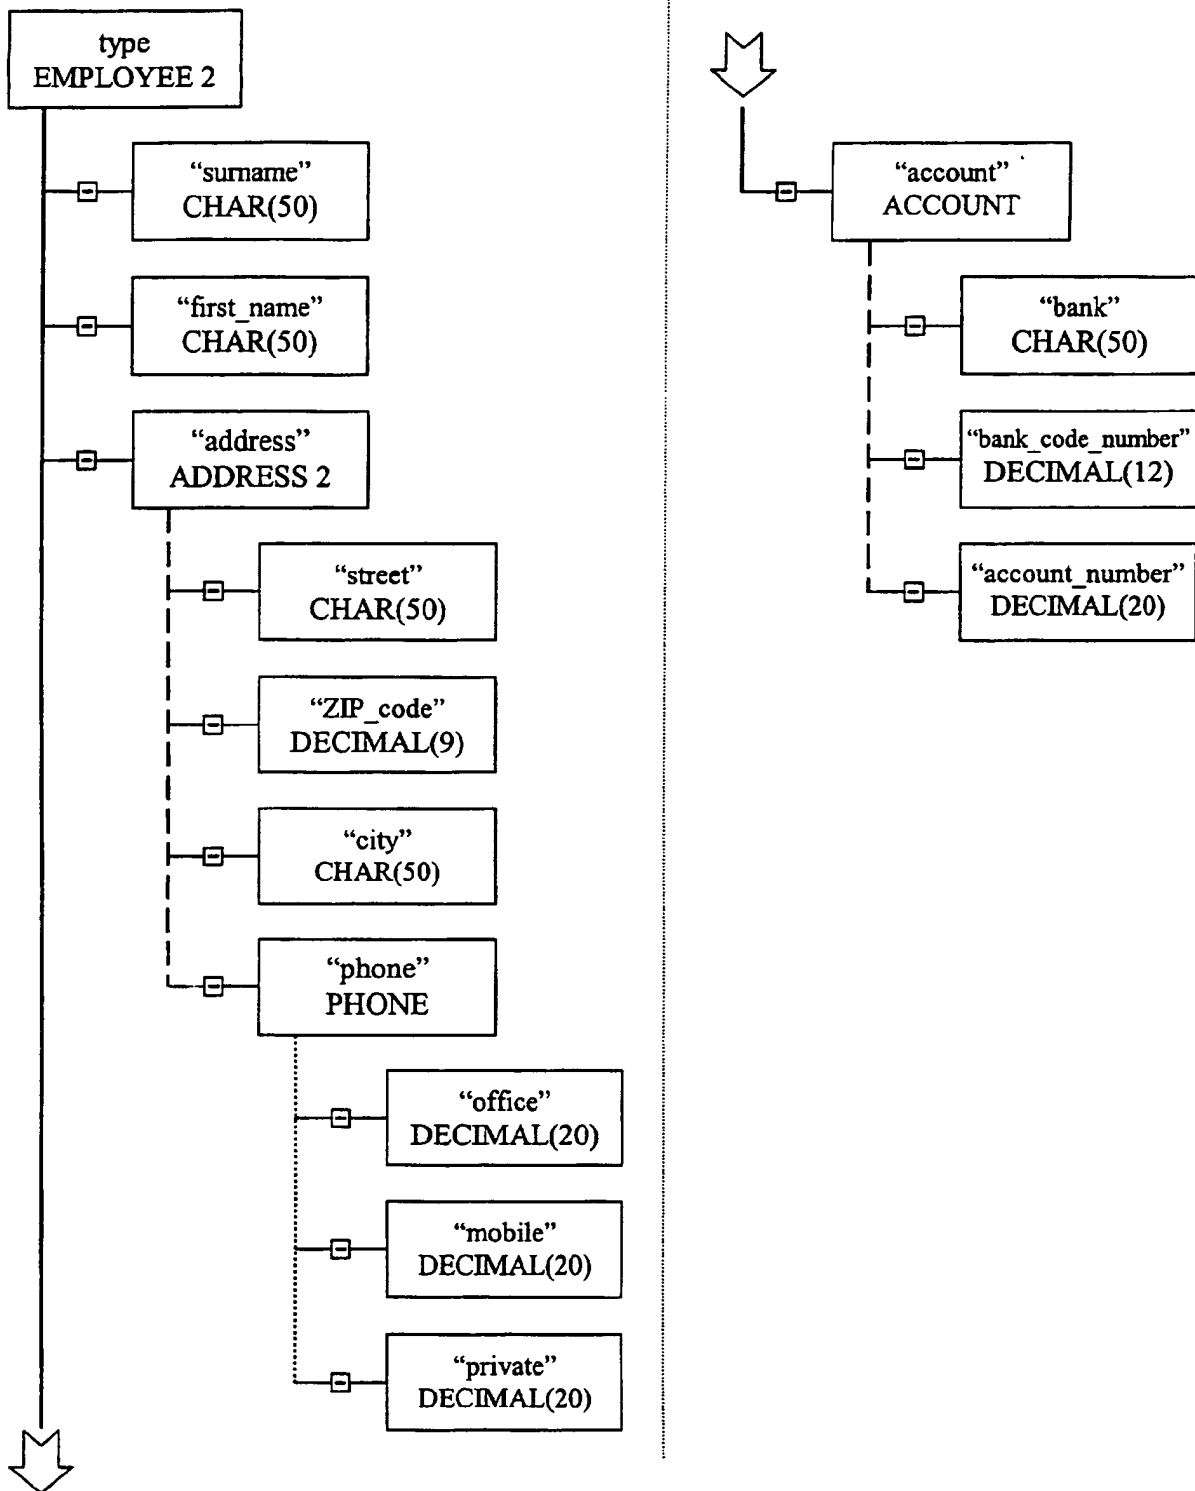 type
EMPLOYEE 2
“surname”
CHAR(50)
“first_name”
CHAR(50)
“address”
ADDRESS 2
“street”
CHAR(50)
“ZIP_code”
DECIMAL(9)
“city”
CHAR(50)
“phone”
PHONE
“office”
DECIMAL(20)
“mobile”
DECIMAL(20)
“private”
DECIMAL(20)
“account”
ACCOUNT
“bank”
CHAR(50)
“bank_code_number”
DECIMAL(12)
“account_number”
DECIMAL(20)